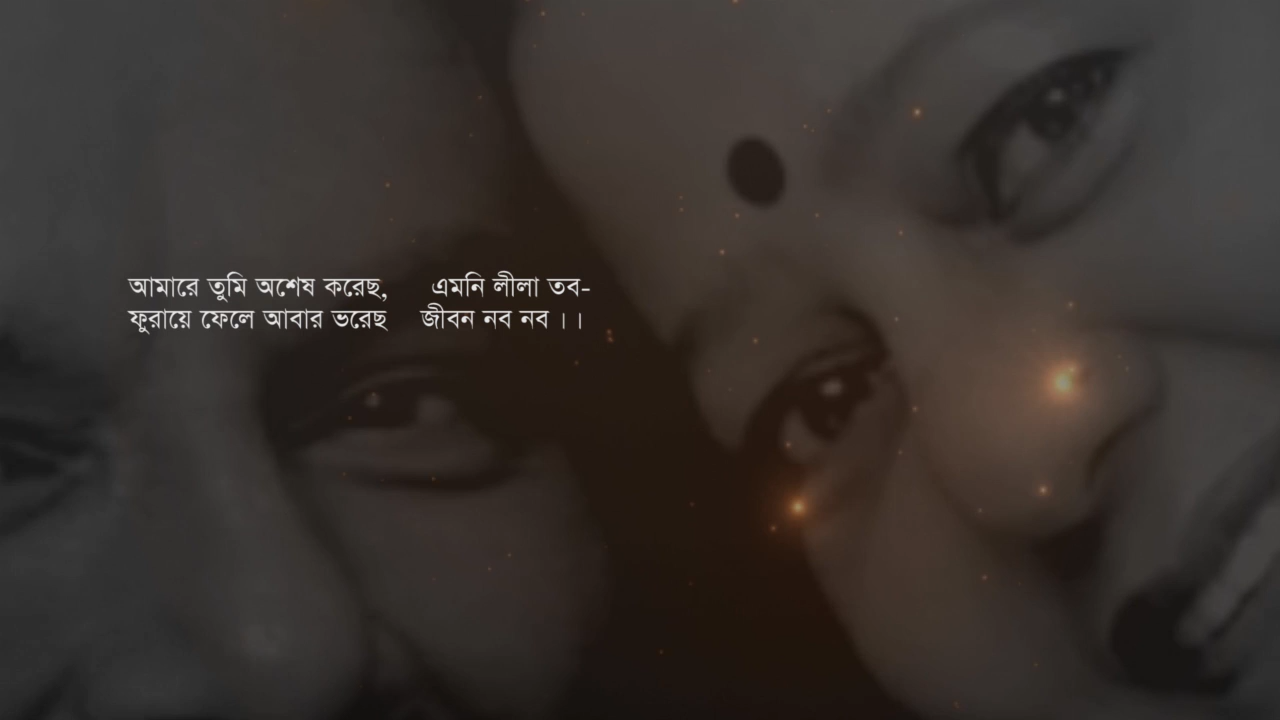 আমারে তুমি অশেষ করেছ, এমনি লীলা তব-
ফুরায়ে ফেলে আবার ভরেছ জীবন নব নব ।।